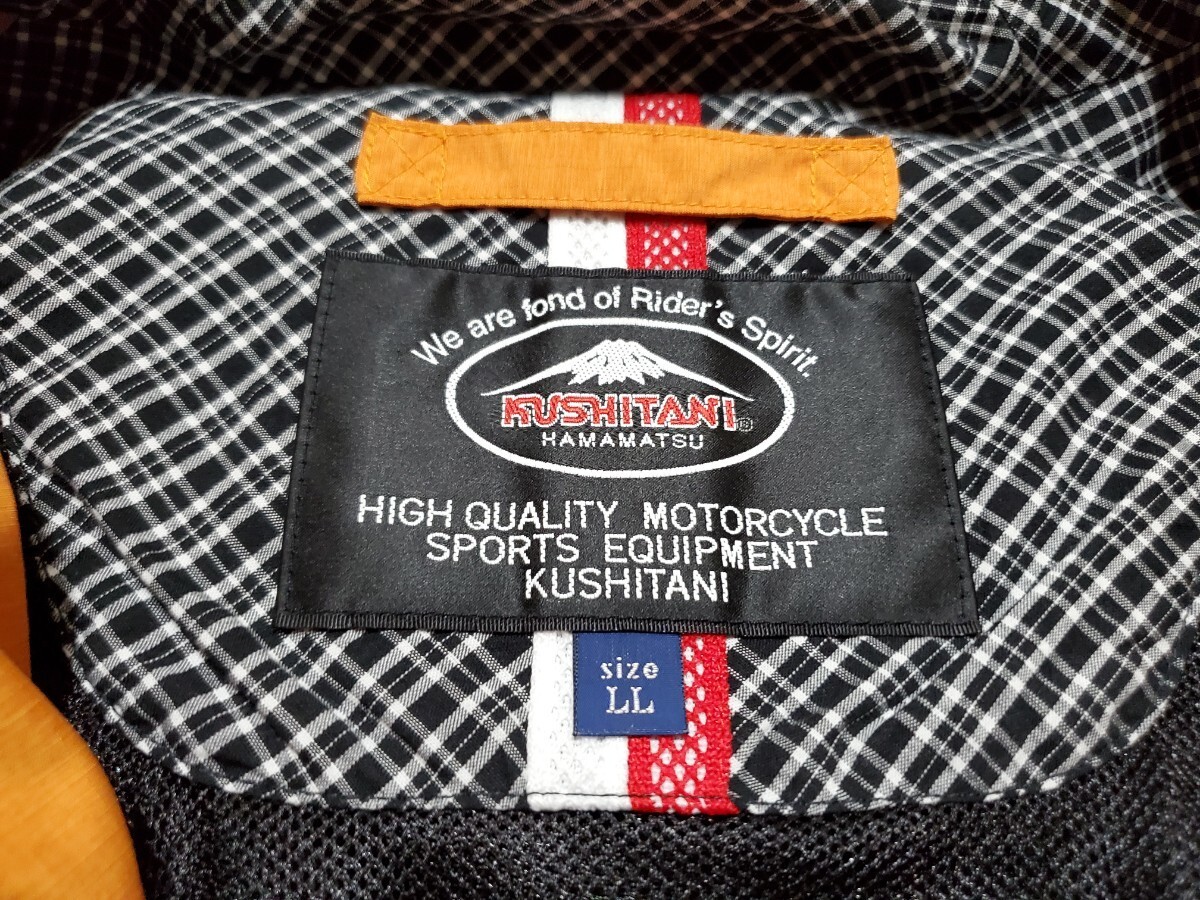 We are fond of Rider's Spirit.
KUSHITANI®
HAMAMATSU
HIGH QUALITY MOTORCYCLE
SPORTS EQUIPMENT
KUSHITANI
size
LL